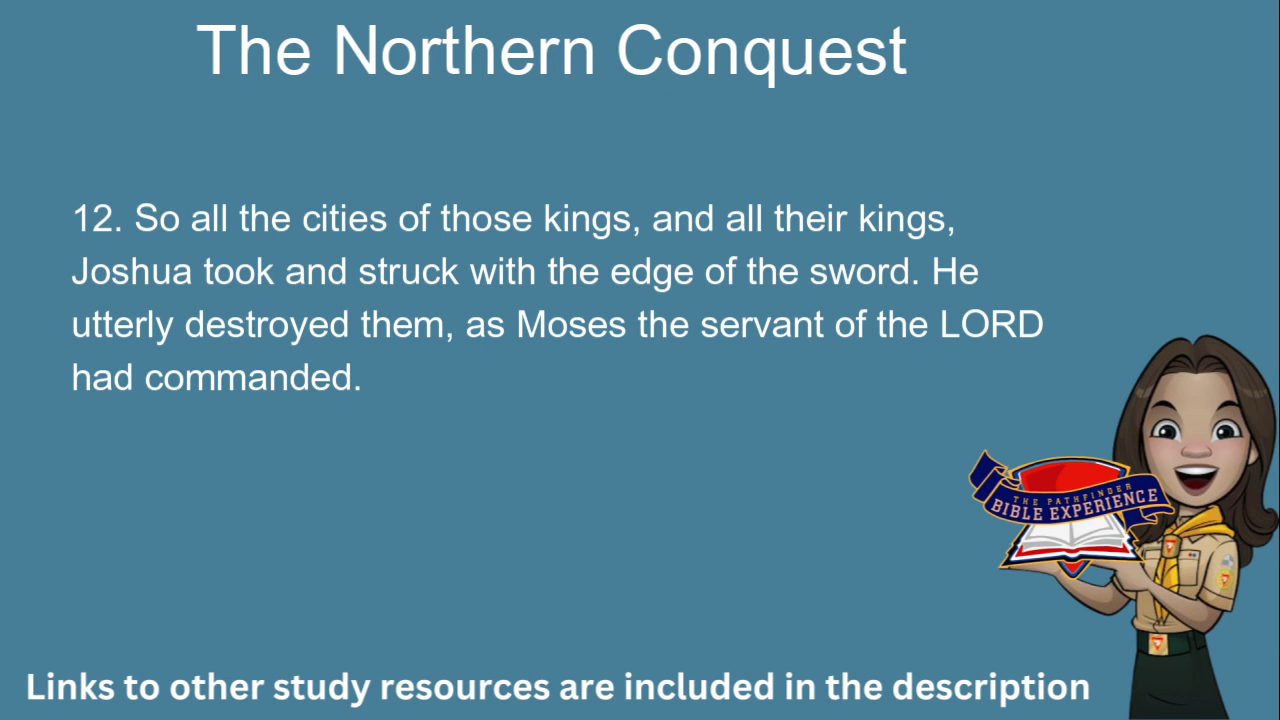 The Northern Conquest
12. So all the cities of those kings, and all their kings,
Joshua took and struck with the edge of the sword. He
utterly destroyed them, as Moses the servant of the LORD
had commanded.
THE PATHFINDER
BIBLE EXPERIENCE
Links to other study resources are included in the description